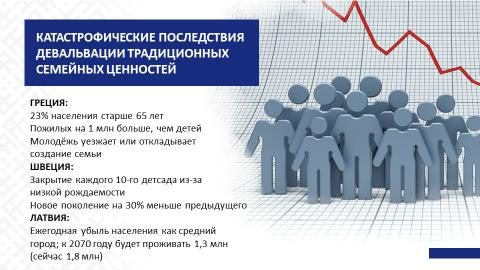 КАТАСТРОФИЧЕСКИЕ ПОСЛЕДСТВИЯ
ДЕВАЛЬВАЦИИ ТРАДИЦИОННЫХ
СЕМЕЙНЫХ ЦЕННОСТЕЙ
ГРЕЦИЯ:
23% населения старше 65 лет
Пожилых на 1 млн больше, чем детей
Молодёжь уезжает или откладывает
создание семьи
ШВЕЦИЯ:
Закрытие каждого 10-го детсада из-за
низкой рождаемости
Новое поколение на 30% меньше предыдущего
ЛАТВИЯ:
Ежегодная убыль населения как средний
город; к 2070 году будет проживать 1,3 млн
(сейчас 1,8 млн)